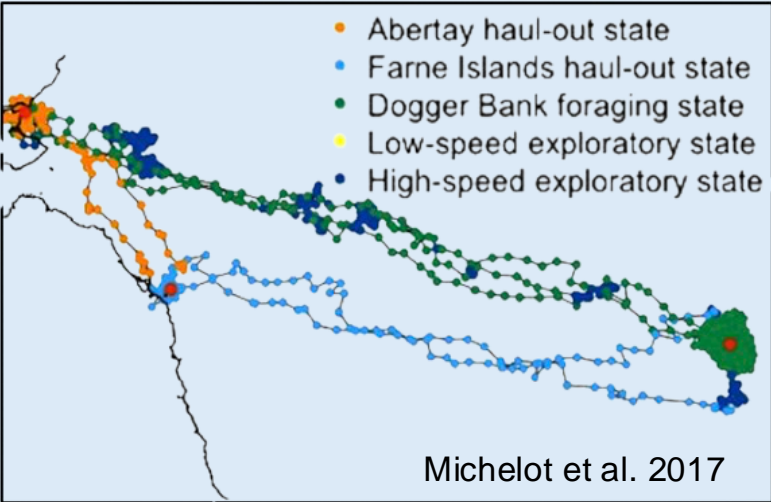 Abertay haul-out state
Farne Islands haul-out state
Dogger Bank foraging state
Low-speed exploratory state
High-speed exploratory state
Michelot et al. 2017